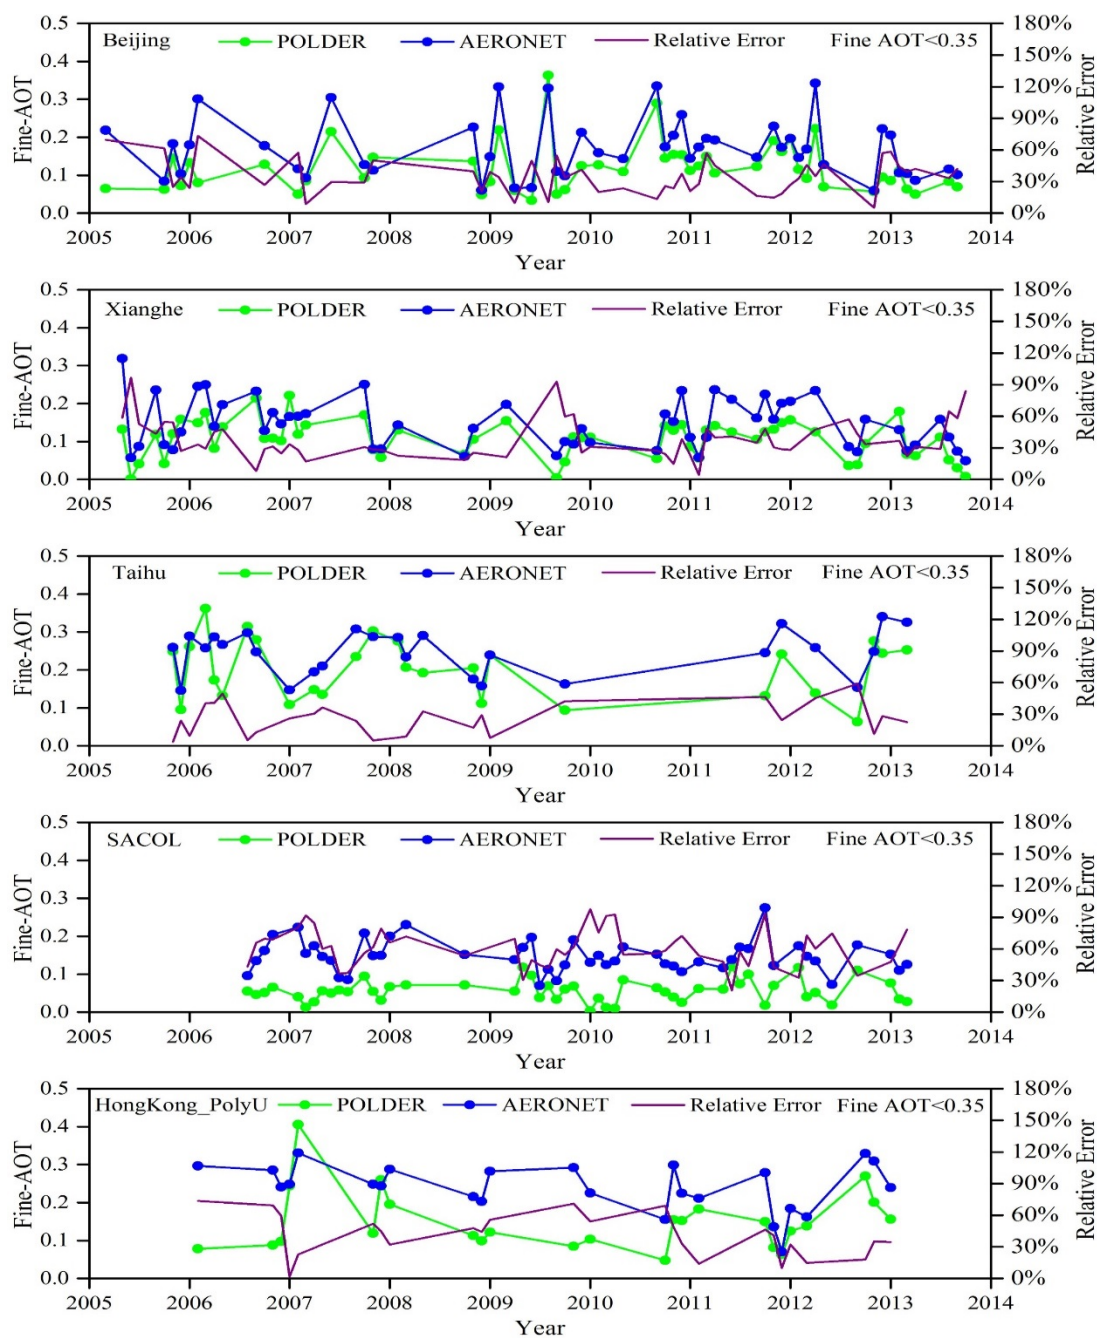 Beijing POLDER AERONET Relative Error Fine AOT<0.35
Fine-AOT
0.5
0.4
0.3
0.2
0.1
0.0
180%
150%
120%
90%
60%
30%
0%
Relative Error
2005 2006 2007 2008 2009 2010 2011 2012 2013 2014
Year
Xianghe POLDER AERONET Relative Error Fine AOT<0.35
Fine-AOT
0.5
0.4
0.3
0.2
0.1
0.0
180%
150%
120%
90%
60%
30%
0%
Relative Error
2005 2006 2007 2008 2009 2010 2011 2012 2013 2014
Year
Taihu POLDER AERONET Relative Error Fine AOT<0.35
Fine-AOT
0.5
0.4
0.3
0.2
0.1
0.0
180%
150%
120%
90%
60%
30%
0%
Relative Error
2005 2006 2007 2008 2009 2010 2011 2012 2013 2014
Year
SACOL POLDER AERONET Relative Error Fine AOT<0.35
Fine-AOT
0.5
0.4
0.3
0.2
0.1
0.0
180%
150%
120%
90%
60%
30%
0%
Relative Error
2005 2006 2007 2008 2009 2010 2011 2012 2013 2014
Year
HongKong_PolyU POLDER AERONET Relative Error Fine AOT<0.35
Fine-AOT
0.5
0.4
0.3
0.2
0.1
0.0
180%
150%
120%
90%
60%
30%
0%
Relative Error
2005 2006 2007 2008 2009 2010 2011 2012 2013 2014
Year